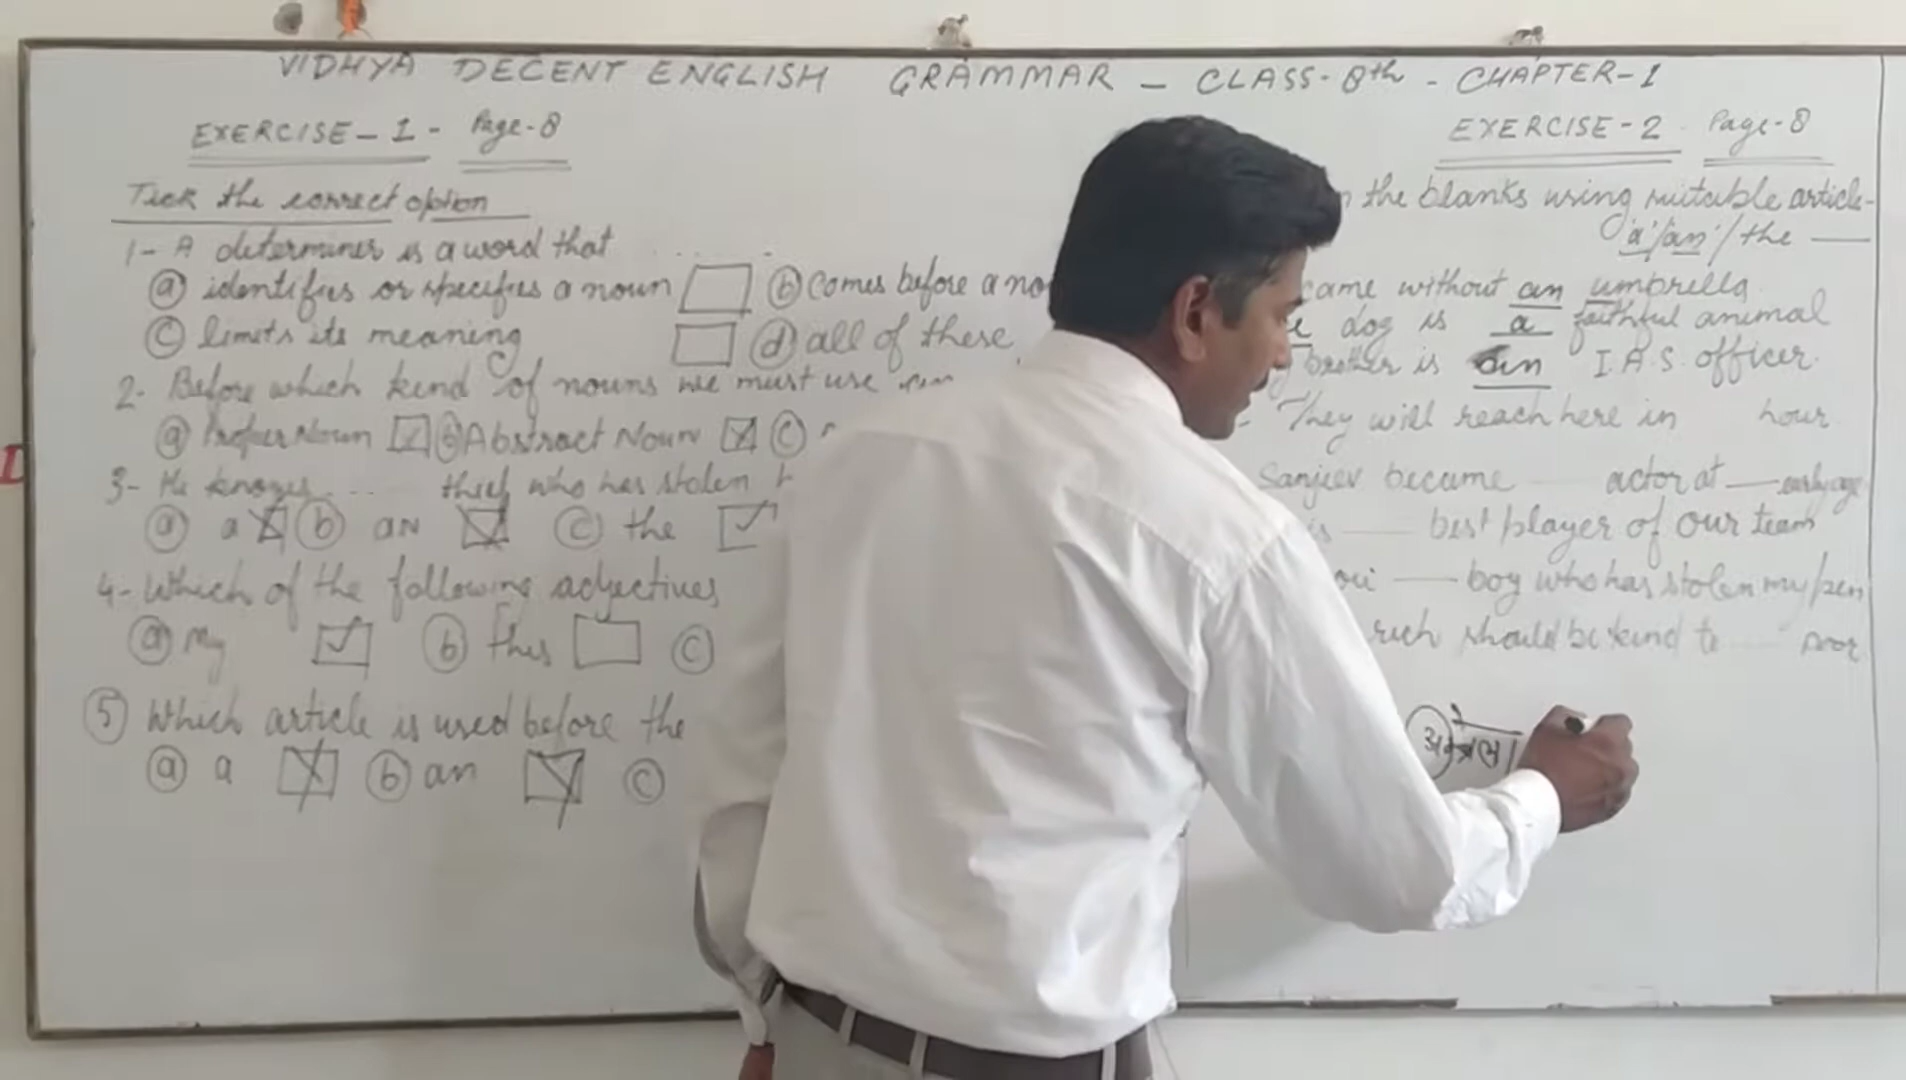 VIDHYA DECENT ENGLISH GRAMMAR - CLASS-8th - CHAPTER-1
EXERCISE-1- Page-8
Tick the correct option
1- A determiner is a word that ......
(a) identifies or specifies a noun (b) comes before a no
(c) limits its meaning (d) all of these
2- Before which kind of nouns we must use
(a) Proper Noun (b) Abstract Noun (c)
3- He knows ...... thief who has stolen
(a) a (b) AN (c) the
4- Which of the following adjectives
(a) My (b) this (c)
(5) Which article is used before the
(a) a (b) an (c)
EXERCISE-2 Page-8
the blanks using suitable article-
'a'/an'/the —
came without an umbrella
dog is a faithful animal
brother is an I.A.S. officer.
They will reach here in hour
Sanjeev became actor at — early age
is — best player of our team
— boy who has stolen my pen
rich should be kind to poor